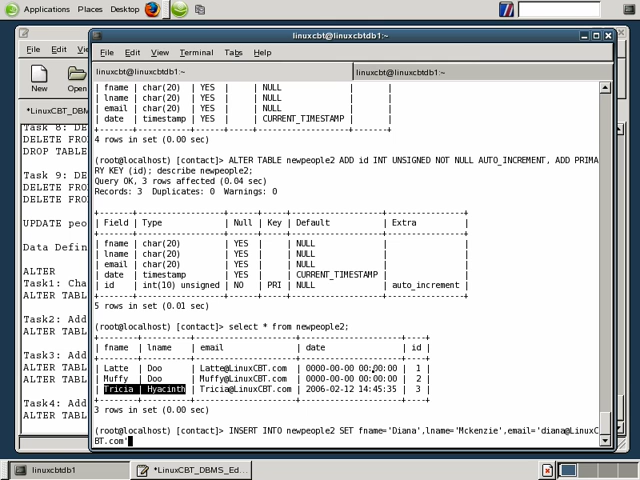 Applications Places Desktop
linuxcbt@linuxcbtdb1:~
File Edit View Terminal Tabs Help
linuxcbt@linuxcbtdb1:~ linuxcbt@linuxcbtdb1:~
File Edit
New Open
*LinuxCBT_DBM
DELETE FRO
DROP TABLE
Task 9: DE
DELETE FRO
DELETE FRO
UPDATE peo
Data Defin
ALTER
Task1: Cha
ALTER TABL
Task2: Add
ALTER TABL
Task3: Add
ALTER TABL
ALTER TABL
Task4: Add
ALTER TABL
| fname | char(20) | YES | | NULL | |
| lname | char(20) | YES | | NULL | |
| email | char(20) | YES | | NULL | |
| date | timestamp | YES | | CURRENT_TIMESTAMP | |
+-------+-----------+------+-----+-------------------+-------+
4 rows in set (0.00 sec)
(root@localhost) [contact]> ALTER TABLE newpeople2 ADD id INT UNSIGNED NOT NULL AUTO_INCREMENT, ADD PRIMA
RY KEY (id); describe newpeople2;
Query OK, 3 rows affected (0.04 sec)
Records: 3 Duplicates: 0 Warnings: 0
+-------+------------------+------+-----+-------------------+----------------+
| Field | Type | Null | Key | Default | Extra |
+-------+------------------+------+-----+-------------------+----------------+
| fname | char(20) | YES | | NULL | |
| lname | char(20) | YES | | NULL | |
| email | char(20) | YES | | NULL | |
| date | timestamp | YES | | CURRENT_TIMESTAMP | |
| id | int(10) unsigned | NO | PRI | NULL | auto_increment |
+-------+------------------+------+-----+-------------------+----------------+
5 rows in set (0.01 sec)
(root@localhost) [contact]> select * from newpeople2;
+--------+----------+---------------------+---------------------+----+
| fname | lname | email | date | id |
+--------+----------+---------------------+---------------------+----+
| Latte | Doo | Latte@LinuxCBT.com | 0000-00-00 00:00:00 | 1 |
| Muffy | Doo | Muffy@LinuxCBT.com | 0000-00-00 00:00:00 | 2 |
| Tricia | Hyacinth | Tricia@LinuxCBT.com | 2006-02-12 14:45:35 | 3 |
+--------+----------+---------------------+---------------------+----+
3 rows in set (0.00 sec)
(root@localhost) [contact]> INSERT INTO newpeople2 SET fname='Diana',lname='Mckenzie',email='diana@LinuxC
BT.com'
linuxcbtdb1 *LinuxCBT_DBMS_Ed...